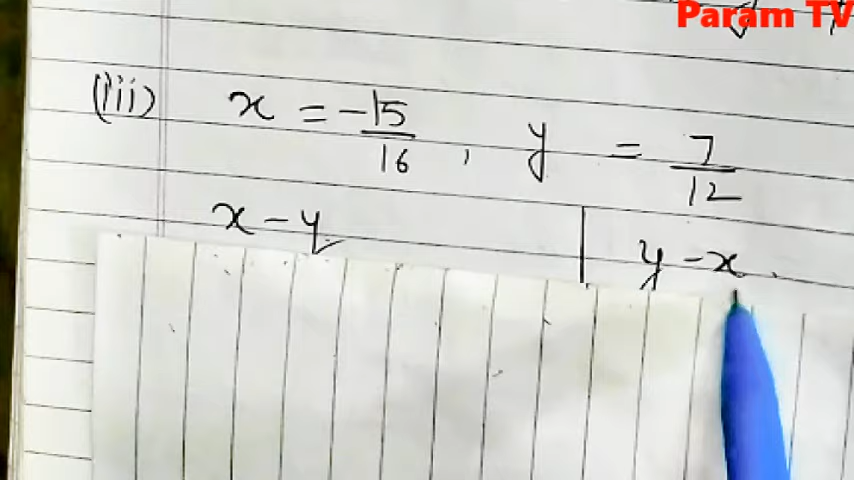 Param TV
(iii) x = -15/16 , y = 7/12
x - y
y - x .